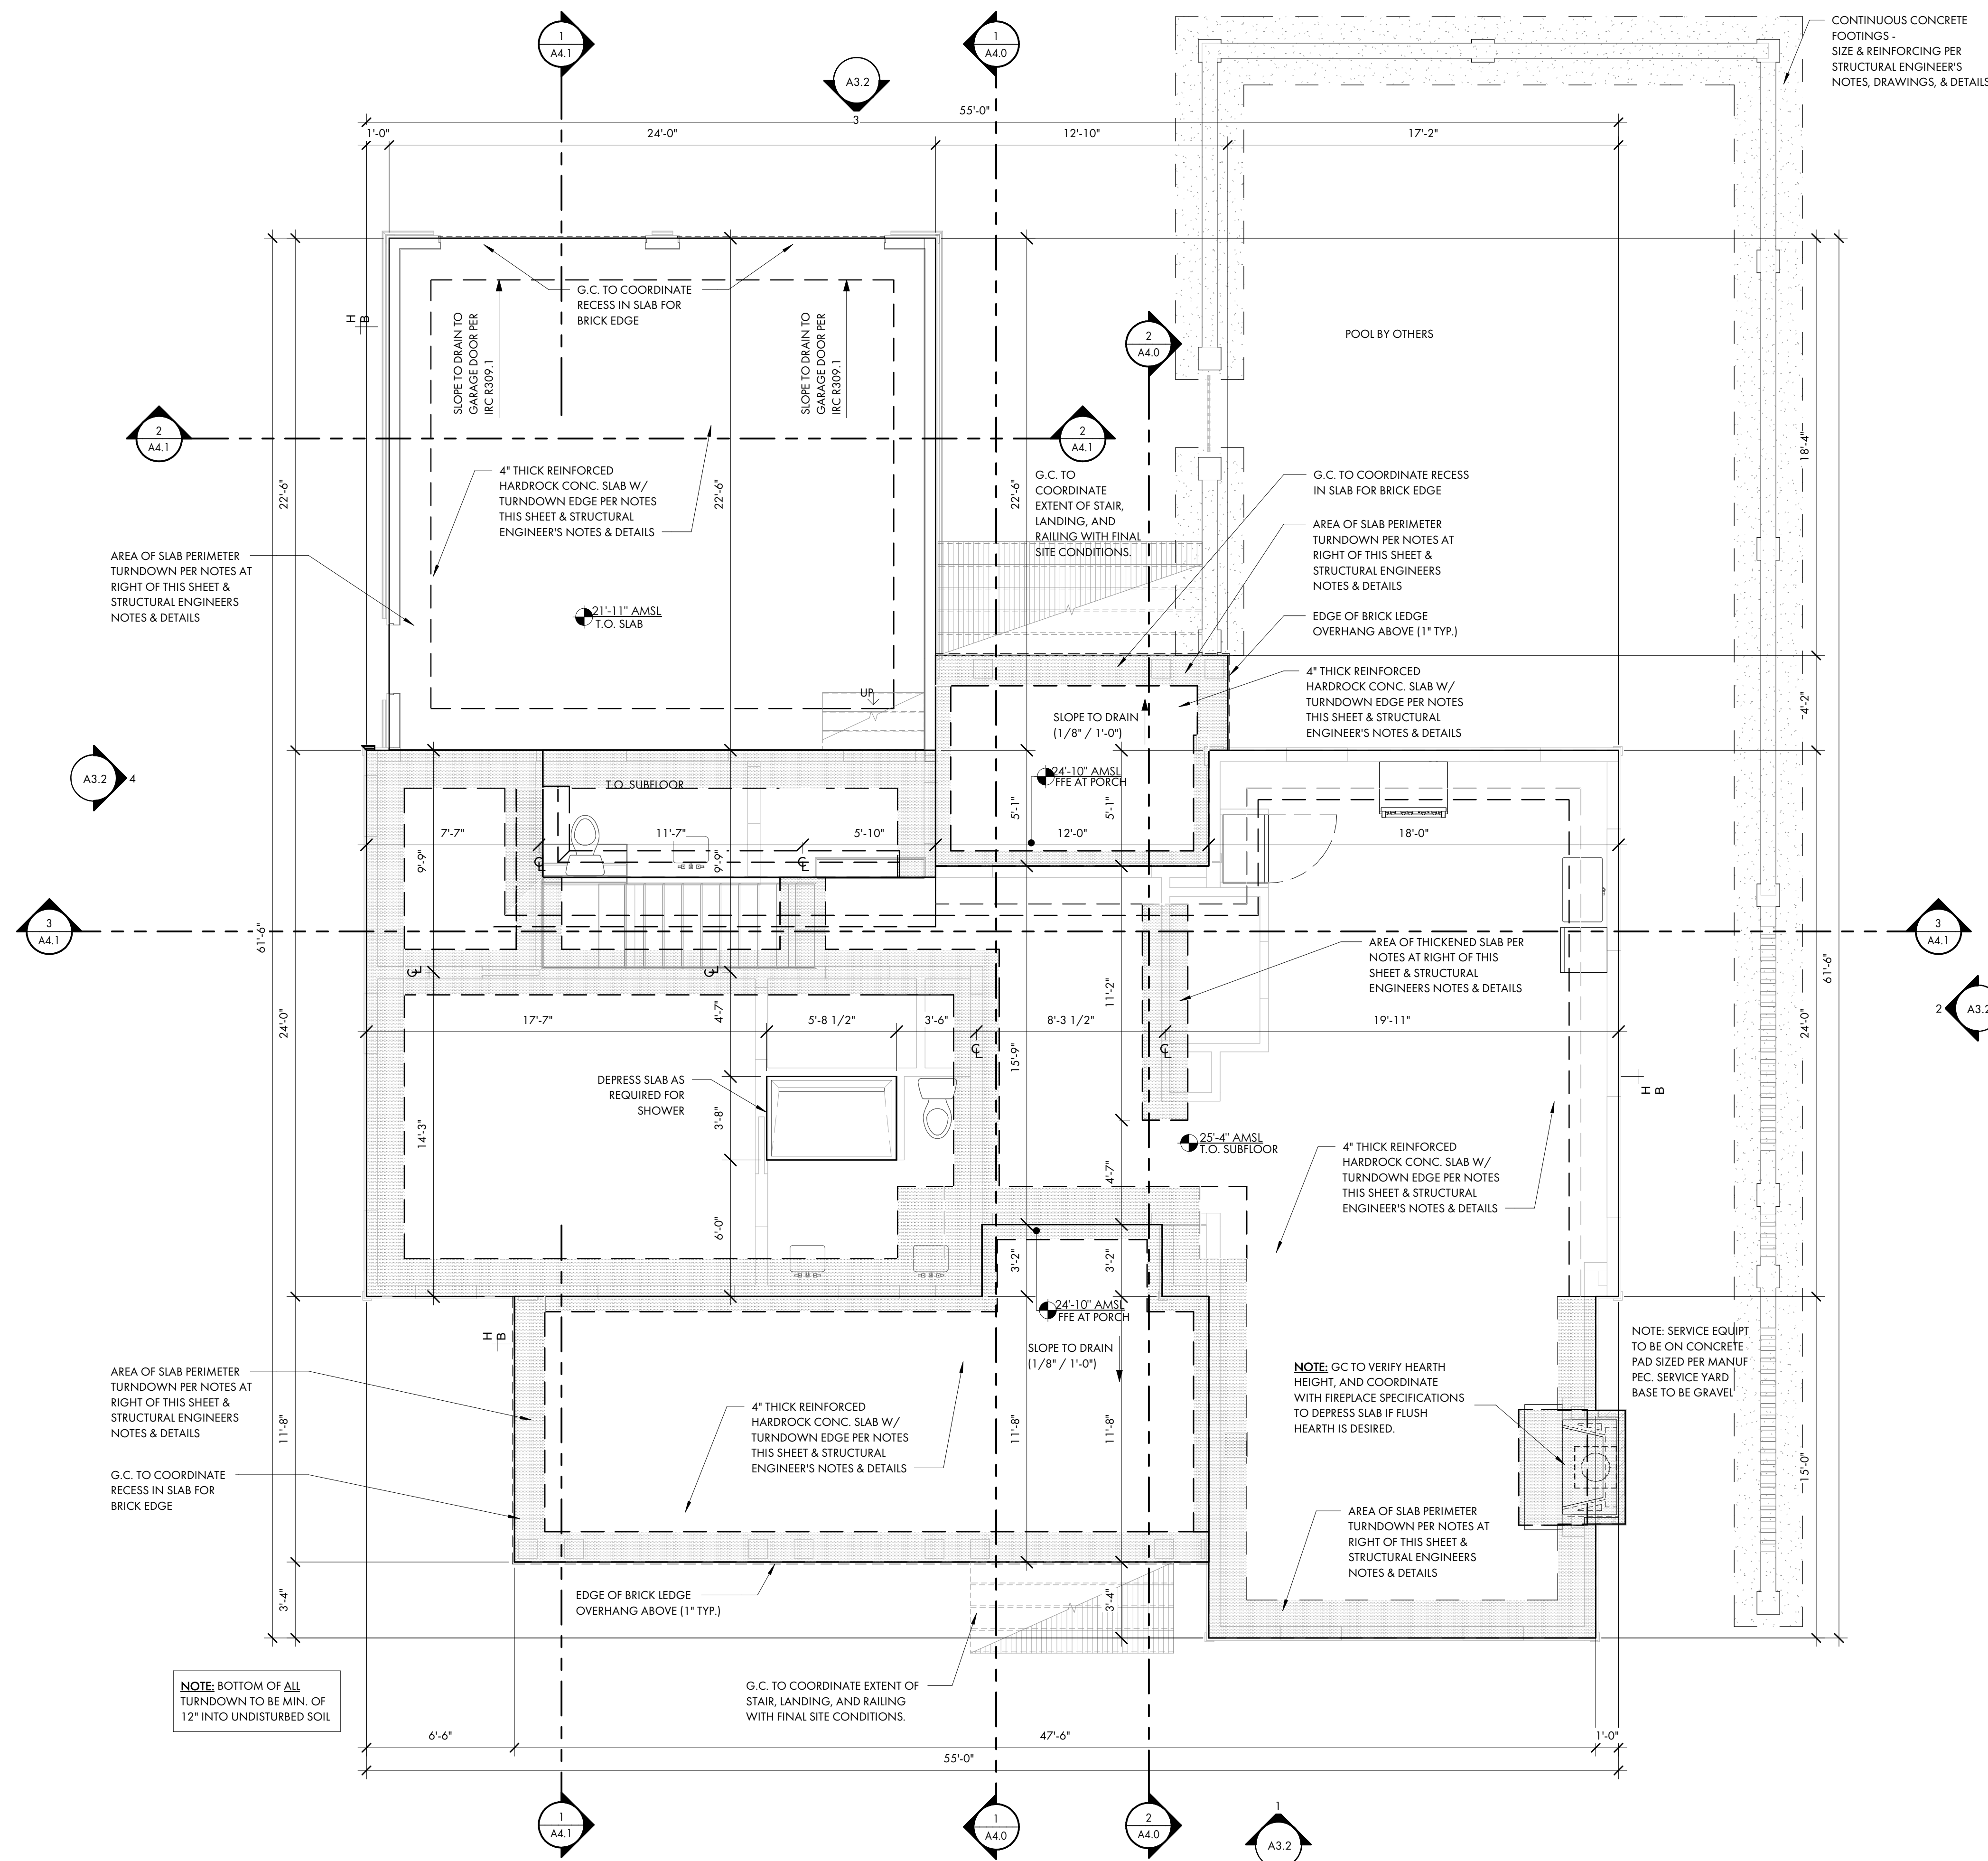 1
A4.1
1
A4.0
A3.2
3
CONTINUOUS CONCRETE
FOOTINGS -
SIZE & REINFORCING PER
STRUCTURAL ENGINEER'S
NOTES, DRAWINGS, & DETAILS
55'-0"
1'-0"
24'-0"
12'-10"
17'-2"
G.C. TO COORDINATE
RECESS IN SLAB FOR
BRICK EDGE
H
B
SLOPE TO DRAIN TO
GARAGE DOOR PER
IRC R309.1
SLOPE TO DRAIN TO
GARAGE DOOR PER
IRC R309.1
2
A4.0
POOL BY OTHERS
2
A4.1
2
A4.1
18'-4"
22'-6"
22'-6"
22'-6"
4" THICK REINFORCED
HARDROCK CONC. SLAB W/
TURNDOWN EDGE PER NOTES
THIS SHEET & STRUCTURAL
ENGINEER'S NOTES & DETAILS
G.C. TO
COORDINATE
EXTENT OF STAIR,
LANDING, AND
RAILING WITH FINAL
SITE CONDITIONS.
G.C. TO COORDINATE RECESS
IN SLAB FOR BRICK EDGE
AREA OF SLAB PERIMETER
TURNDOWN PER NOTES AT
RIGHT OF THIS SHEET &
STRUCTURAL ENGINEERS
NOTES & DETAILS
AREA OF SLAB PERIMETER
TURNDOWN PER NOTES AT
RIGHT OF THIS SHEET &
STRUCTURAL ENGINEERS
NOTES & DETAILS
21'-11" AMSL
T.O. SLAB
EDGE OF BRICK LEDGE
OVERHANG ABOVE (1" TYP.)
4" THICK REINFORCED
HARDROCK CONC. SLAB W/
TURNDOWN EDGE PER NOTES
THIS SHEET & STRUCTURAL
ENGINEER'S NOTES & DETAILS
UP
SLOPE TO DRAIN
(1/8" / 1'-0")
4'-2"
A3.2
4
T.O. SUBFLOOR
24'-10" AMSL
FFE AT PORCH
5'-1"
5'-1"
7'-7"
11'-7"
5'-10"
12'-0"
18'-0"
9'-9"
9'-9"
3
A4.1
61'-6"
3
A4.1
AREA OF THICKENED SLAB PER
NOTES AT RIGHT OF THIS
SHEET & STRUCTURAL
ENGINEERS NOTES & DETAILS
61'-6"
11'-2"
2
A3.2
24'-0"
24'-0"
17'-7"
4'-7"
5'-8 1/2"
3'-6"
8'-3 1/2"
19'-11"
15'-9"
DEPRESS SLAB AS
REQUIRED FOR
SHOWER
H
B
3'-8"
14'-3"
25'-4" AMSL
T.O. SUBFLOOR
4" THICK REINFORCED
HARDROCK CONC. SLAB W/
TURNDOWN EDGE PER NOTES
THIS SHEET & STRUCTURAL
ENGINEER'S NOTES & DETAILS
4'-7"
6'-0"
3'-2"
3'-2"
24'-10" AMSL
FFE AT PORCH
H
B
SLOPE TO DRAIN
(1/8" / 1'-0")
NOTE: SERVICE EQUIPT
TO BE ON CONCRETE
PAD SIZED PER MANUF
PEC. SERVICE YARD
BASE TO BE GRAVEL
AREA OF SLAB PERIMETER
TURNDOWN PER NOTES AT
RIGHT OF THIS SHEET &
STRUCTURAL ENGINEERS
NOTES & DETAILS
NOTE: GC TO VERIFY HEARTH
HEIGHT, AND COORDINATE
WITH FIREPLACE SPECIFICATIONS
TO DEPRESS SLAB IF FLUSH
HEARTH IS DESIRED.
4" THICK REINFORCED
HARDROCK CONC. SLAB W/
TURNDOWN EDGE PER NOTES
THIS SHEET & STRUCTURAL
ENGINEER'S NOTES & DETAILS
11'-8"
11'-8"
11'-8"
15'-0"
G.C. TO COORDINATE
RECESS IN SLAB FOR
BRICK EDGE
AREA OF SLAB PERIMETER
TURNDOWN PER NOTES AT
RIGHT OF THIS SHEET &
STRUCTURAL ENGINEERS
NOTES & DETAILS
EDGE OF BRICK LEDGE
OVERHANG ABOVE (1" TYP.)
3'-4"
3'-4"
NOTE: BOTTOM OF ALL
TURNDOWN TO BE MIN. OF
12" INTO UNDISTURBED SOIL
G.C. TO COORDINATE EXTENT OF
STAIR, LANDING, AND RAILING
WITH FINAL SITE CONDITIONS.
6'-6"
47'-6"
1'-0"
55'-0"
1
A4.1
1
A4.0
2
A4.0
1
A3.2